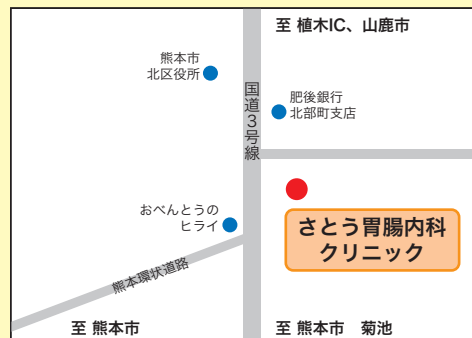 至 植木IC、山鹿市
熊本市
北区役所
国道3号線
肥後銀行
北部町支店
おべんとうの
ヒライ
さとう胃腸内科
クリニック
熊本環状道路
至 熊本市
至 熊本市 菊池